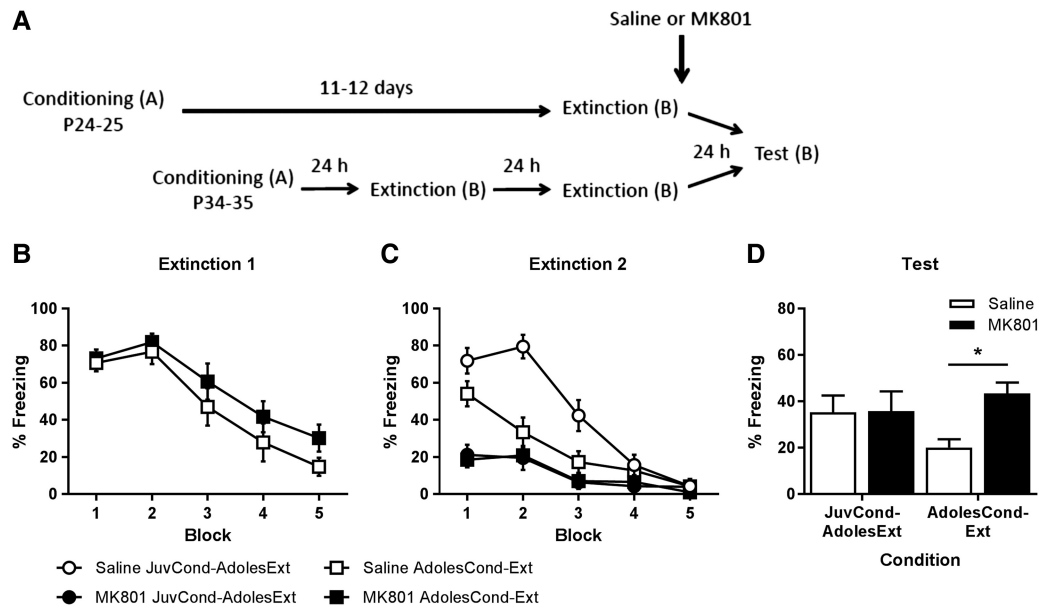 A
Saline or MK801
11-12 days
Conditioning (A)
P24-25
Extinction (B)
24 h
24 h
24 h
Test (B)
Conditioning (A)
P34-35
Extinction (B)
Extinction (B)
B
Extinction 1
% Freezing
100
80
60
40
20
0
1 2 3 4 5
Block
C
Extinction 2
% Freezing
100
80
60
40
20
0
1 2 3 4 5
Block
D
Test
Saline
MK801
*
% Freezing
80
60
40
20
0
JuvCond-
AdolesExt
AdolesCond-
Ext
Condition
Saline JuvCond-AdolesExt
Saline AdolesCond-Ext
MK801 JuvCond-AdolesExt
MK801 AdolesCond-Ext